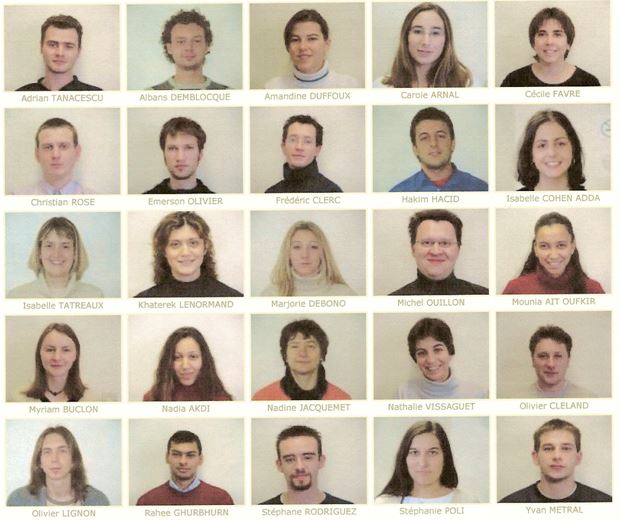 Adrian TANACESCU
Albans DEMBLOCQUE
Amandine DUFFOUX
Carole ARNAL
Cécile FAVRE
Christian ROSE
Emerson OLIVIER
Frédéric CLERC
Hakim HACID
Isabelle COHEN ADDA
Isabelle TATREAUX
Khaterek LENORMAND
Marjorie DEBONO
Michel OUILLON
Mounia AIT OUFKIR
Myriam BUCLON
Nadia AKDI
Nadine JACQUEMET
Nathalie VISSAGUET
Olivier CLELAND
Olivier LIGNON
Rahee GHURBHURN
Stéphane RODRIGUEZ
Stéphanie POLI
Yvan METRAL